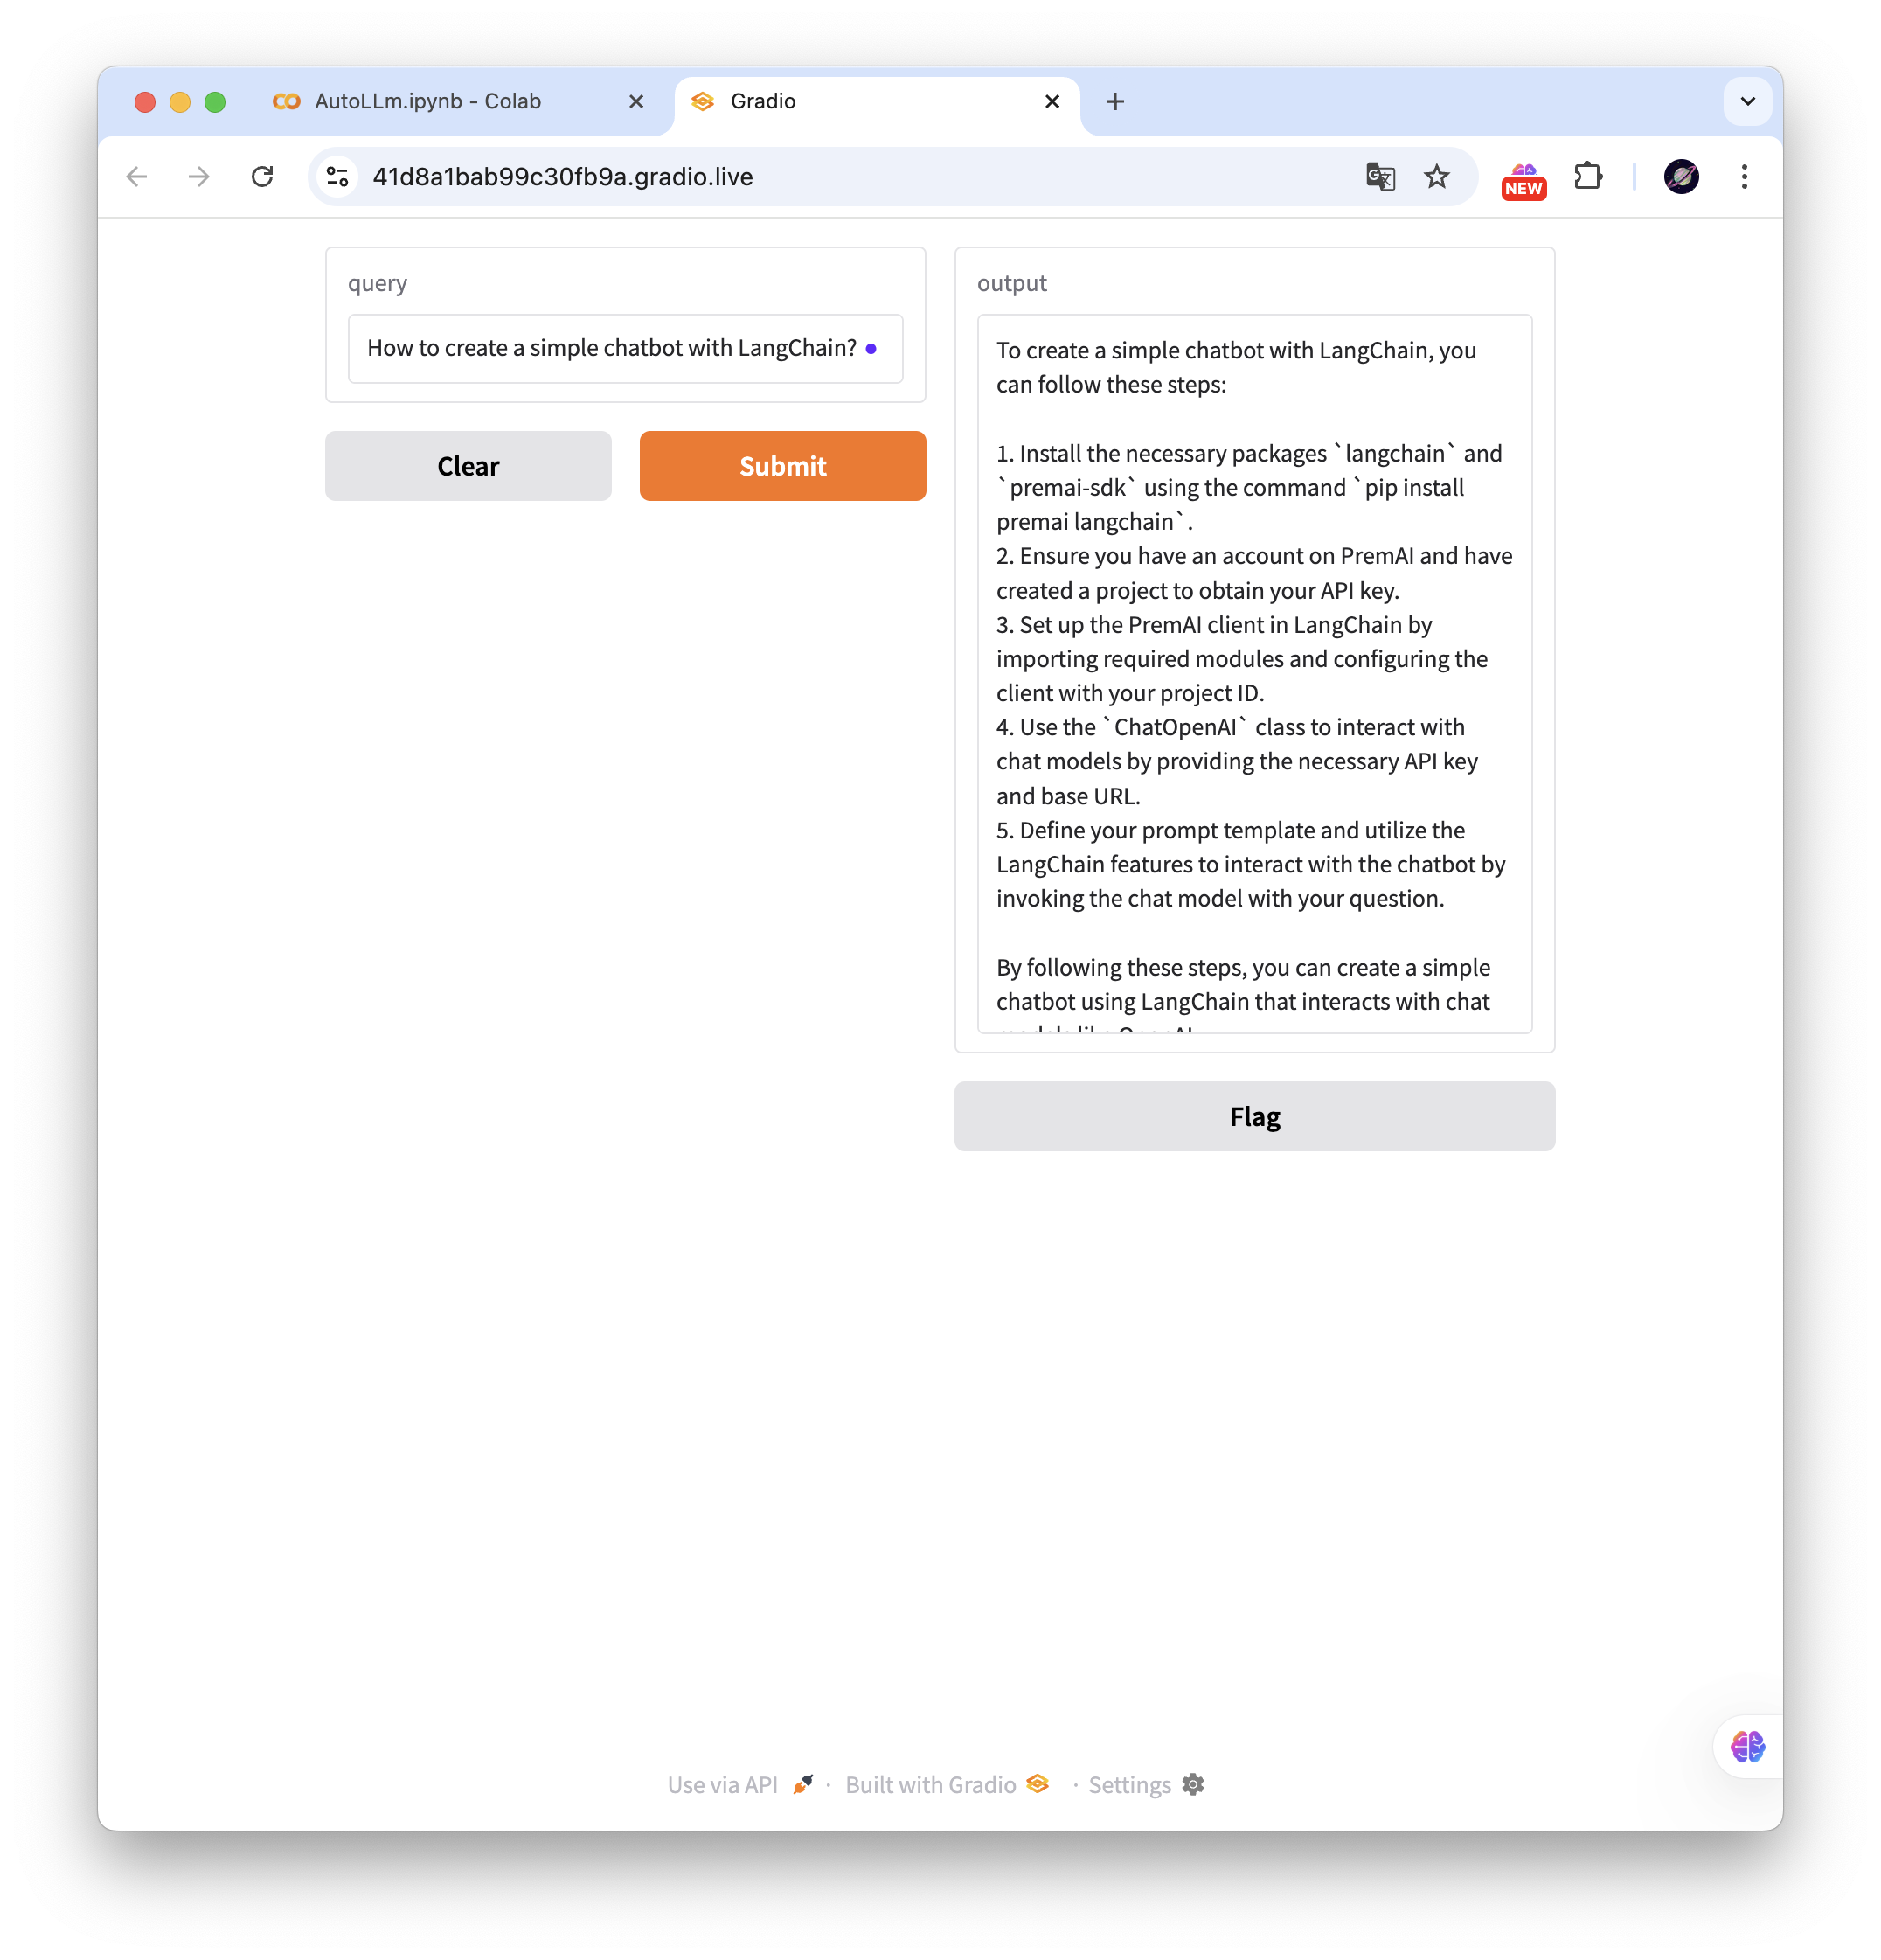 AutoLLm.ipynb - Colab
Gradio
41d8a1bab99c30fb9a.gradio.live
NEW
query
How to create a simple chatbot with LangChain?
Clear
Submit
output
To create a simple chatbot with LangChain, you
can follow these steps:
1. Install the necessary packages `langchain` and
`premai-sdk` using the command `pip install
premai langchain`.
2. Ensure you have an account on PremAI and have
created a project to obtain your API key.
3. Set up the PremAI client in LangChain by
importing required modules and configuring the
client with your project ID.
4. Use the `ChatOpenAI` class to interact with
chat models by providing the necessary API key
and base URL.
5. Define your prompt template and utilize the
LangChain features to interact with the chatbot by
invoking the chat model with your question.
By following these steps, you can create a simple
chatbot using LangChain that interacts with chat
models like OpenAI
Flag
Use via API · Built with Gradio · Settings